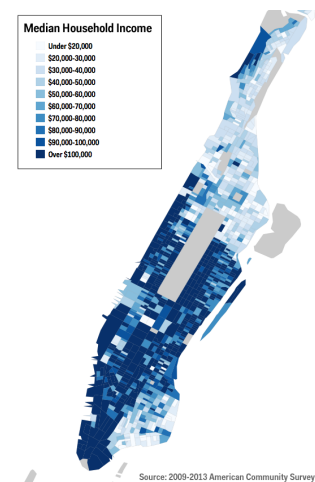 Median Household Income
Under $20,000
$20,000-30,000
$30,000-40,000
$40,000-50,000
$50,000-60,000
$60,000-70,000
$70,000-80,000
$80,000-90,000
$90,000-100,000
Over $100,000
Source: 2009-2013 American Community Survey